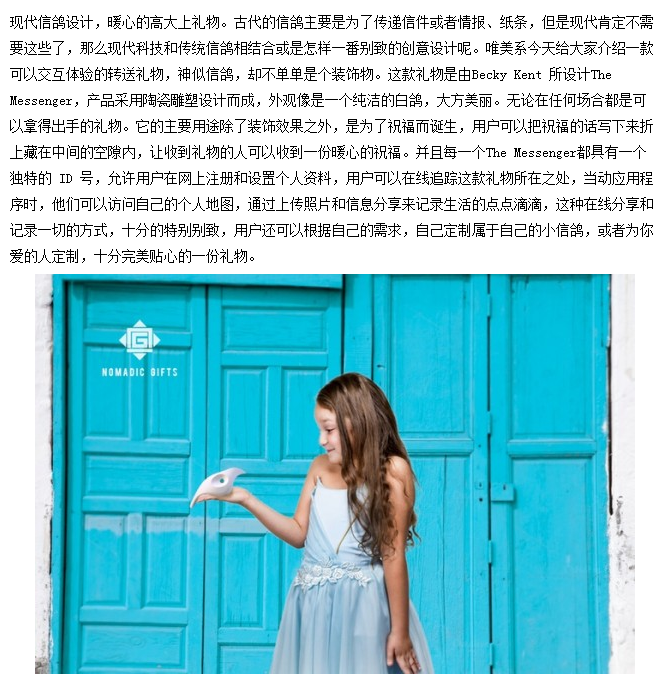 现代信鸽设计，暖心的高大上礼物。古代的信鸽主要是为了传递信件或者情报、纸条，但是现代肯定不需
要这些了，那么现代科技和传统信鸽相结合或是怎样一番别致的创意设计呢。唯美系今天给大家介绍一款
可以交互体验的转送礼物，神似信鸽，却不单单是个装饰物。这款礼物是由Becky Kent 所设计The
Messenger，产品采用陶瓷雕塑设计而成，外观像是一个纯洁的白鸽，大方美丽。无论在任何场合都是可
以拿得出手的礼物。它的主要用途除了装饰效果之外，是为了祝福而诞生，用户可以把祝福的话写下来折
上藏在中间的空隙内，让收到礼物的人可以收到一份暖心的祝福。并且每一个The Messenger都具有一个
独特的 ID 号，允许用户在网上注册和设置个人资料，用户可以在线追踪这款礼物所在之处，当动应用程
序时，他们可以访问自己的个人地图，通过上传照片和信息分享来记录生活的点点滴滴，这种在线分享和
记录一切的方式，十分的特别别致，用户还可以根据自己的需求，自己定制属于自己的小信鸽，或者为你
爱的人定制，十分完美贴心的一份礼物。
NOMADIC GIFTS